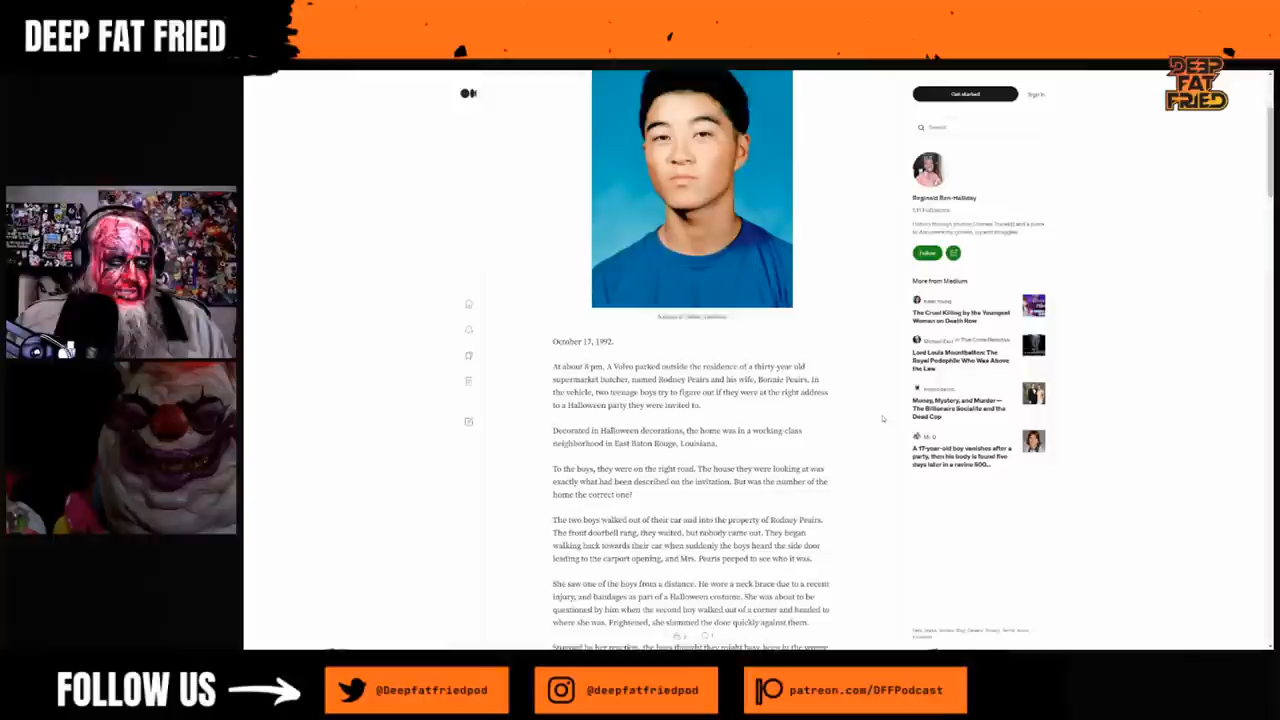 DEEP FAT FRIED
DEEP
FAT
FRIED
Get started
Sign In
Search
Reginald Ben-Halliday
Follow
More from Medium
The Cruel Killing by the Youngest
Woman on Death Row
in True Crime Detective
Lord Louis Mountbatten: The
Royal Pedophile Who Was Above
the Law
Money, Mystery, and Murder—
The Billionaire Socialite and the
Dead Cop
Mr. G
A 17-year-old boy vanishes after a
party, then his body is found five
days later in a ravine 500...
October 17, 1992.
At about 8 pm, A Volvo parked outside the residence of a thirty-year old
supermarket butcher, named Rodney Peairs and his wife, Bonnie Peairs, in
the vehicle, two teenage boys try to figure out if they were at the right address
to a Halloween party they were invited to.
Decorated in Halloween decorations, the home was in a working-class
neighborhood in East Baton Rouge, Louisiana.
To the boys, they were on the right road. The house they were looking at was
exactly what had been described on the invitation. But was the number of the
home the correct one?
The two boys walked out of their car and into the property of Rodney Peairs.
The front doorbell rang, they waited, but nobody came out. They began
walking back towards their car when suddenly the boys heard the side door
leading to the carport opening, and Mrs. Pearis peeped to see who it was.
She saw one of the boys from a distance. He wore a neck brace due to a recent
injury, and bandages as part of a Halloween costume. She was about to be
questioned by him when the second boy walked out of a corner and headed to
where she was. Frightened, she slammed the door quickly against them.
FOLLOW US
@Deepfatfriedpod
@deepfatfriedpod
patreon.com/DFFPodcast